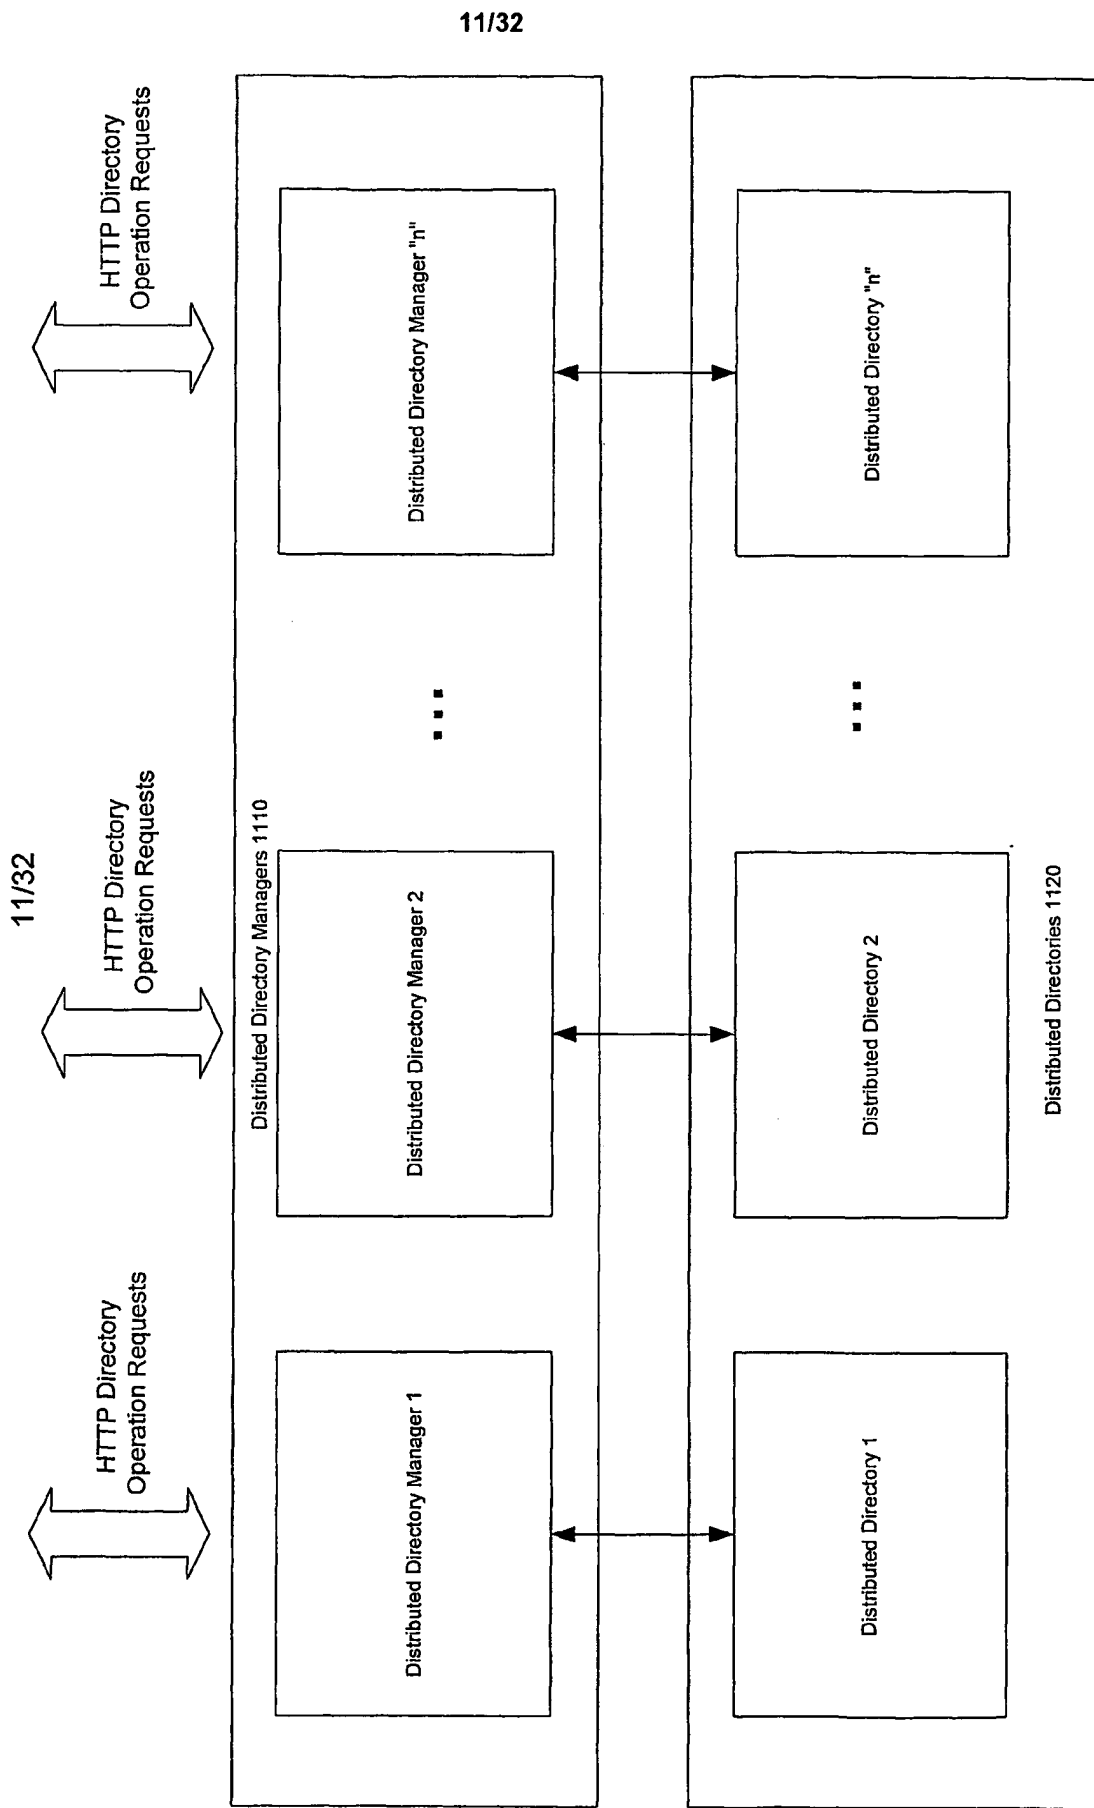 11/32
11/32
HTTP Directory
Operation Requests
HTTP Directory
Operation Requests
HTTP Directory
Operation Requests
Distributed Directory Managers 1110
Distributed Directory Manager 1
Distributed Directory Manager 2
...
Distributed Directory Manager "n"
Distributed Directory 1
Distributed Directory 2
...
Distributed Directory "n"
Distributed Directories 1120